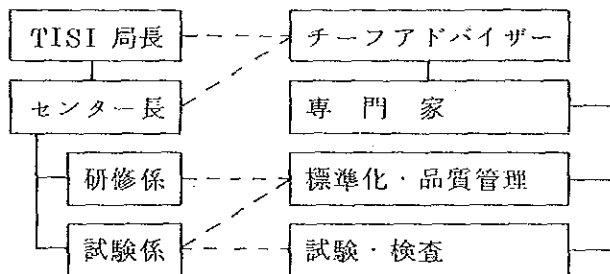 TISI 局長 チーフアドバイザー
センター長 専門家
研修係 標準化・品質管理
試験係 試験・検査